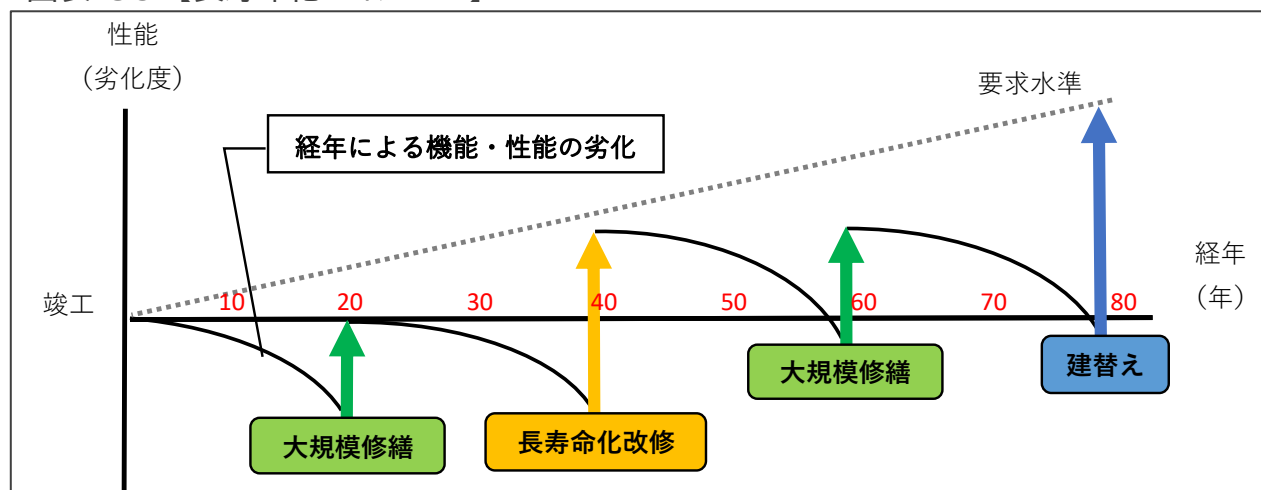 性能
（劣化度）
要求水準
経年による機能・性能の劣化
経年
（年）
竣工
10 20 30 40 50 60 70 80
大規模修繕
長寿命化改修
大規模修繕
建替え